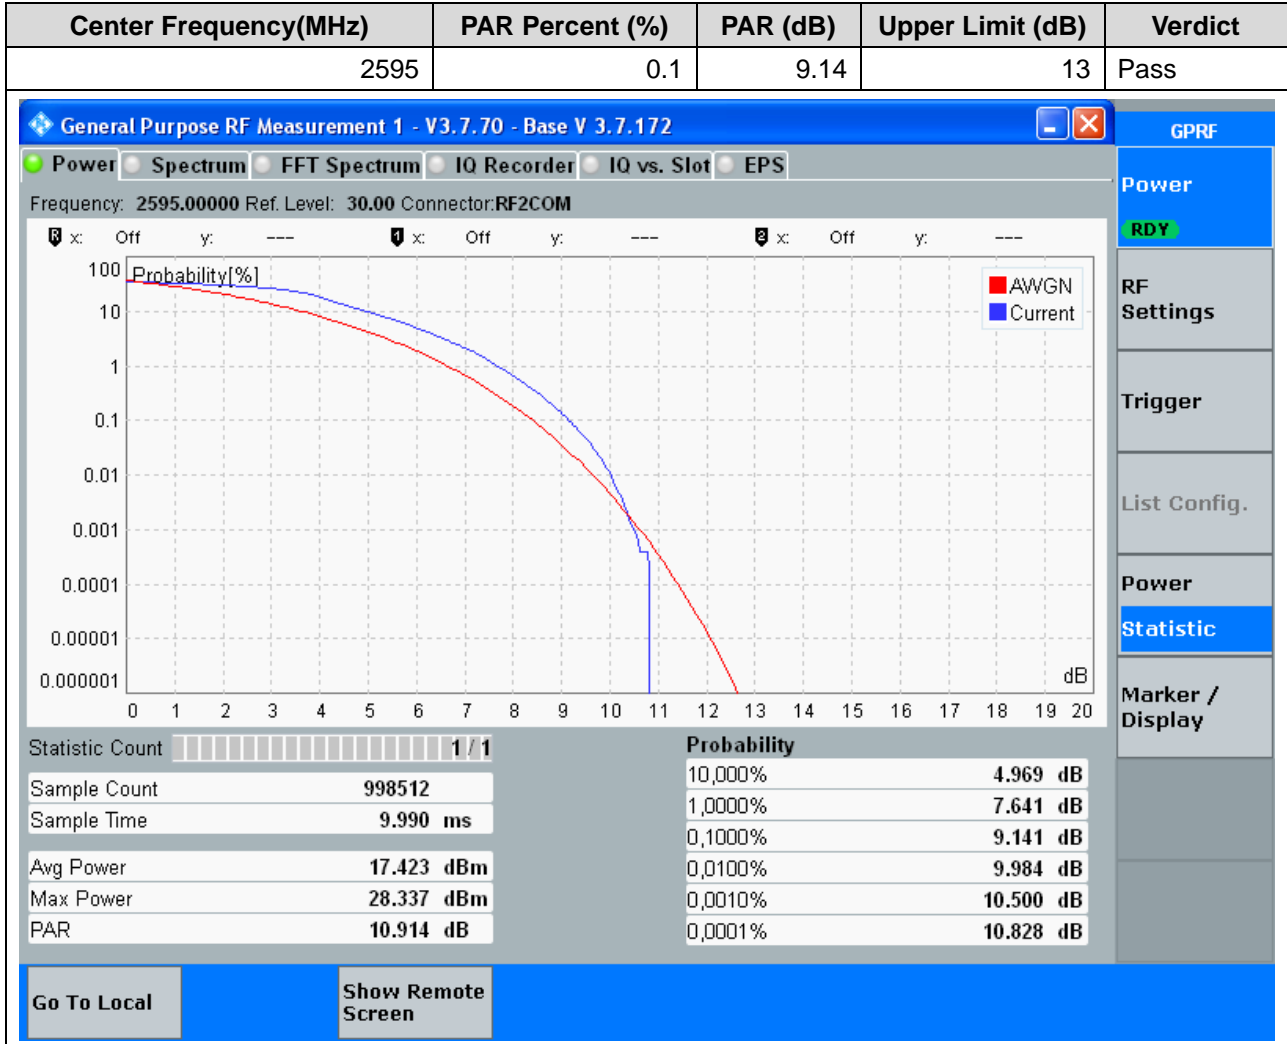 Center Frequency(MHz) PAR Percent (%) PAR (dB) Upper Limit (dB) Verdict
2595 0.1 9.14 13 Pass
General Purpose RF Measurement 1 - V3.7.70 - Base V 3.7.172
GPRF
Power Spectrum FFT Spectrum IQ Recorder IQ vs. Slot EPS
Power
RDY
Frequency: 2595.00000 Ref. Level: 30.00 Connector:RF2COM
R x: Off y: --- 1 x: Off y: --- 2 x: Off y: ---
RF
Settings
Trigger
List Config.
Power
Statistic
Marker /
Display
Probability[%]
AWGN
Current
100
10
1
0.1
0.01
0.001
0.0001
0.00001
0.000001
dB
0 1 2 3 4 5 6 7 8 9 10 11 12 13 14 15 16 17 18 19 20
Statistic Count 1 / 1
Sample Count 998512
Sample Time 9.990 ms
Avg Power 17.423 dBm
Max Power 28.337 dBm
PAR 10.914 dB
Probability
10,000% 4.969 dB
1,0000% 7.641 dB
0,1000% 9.141 dB
0,0100% 9.984 dB
0,0010% 10.500 dB
0,0001% 10.828 dB
Go To Local
Show Remote
Screen